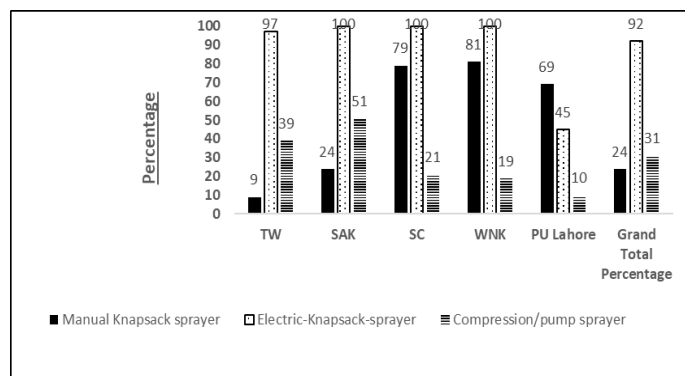 Percentage
100
90
80
70
60
50
40
30
20
10
0
9
97
39
24
100
51
79
100
21
81
100
19
69
45
10
24
92
31
TW
SAK
SC
WNK
PU Lahore
Grand
Total
Percentage
Manual Knapsack sprayer
Electric-Knapsack-sprayer
Compression/pump sprayer